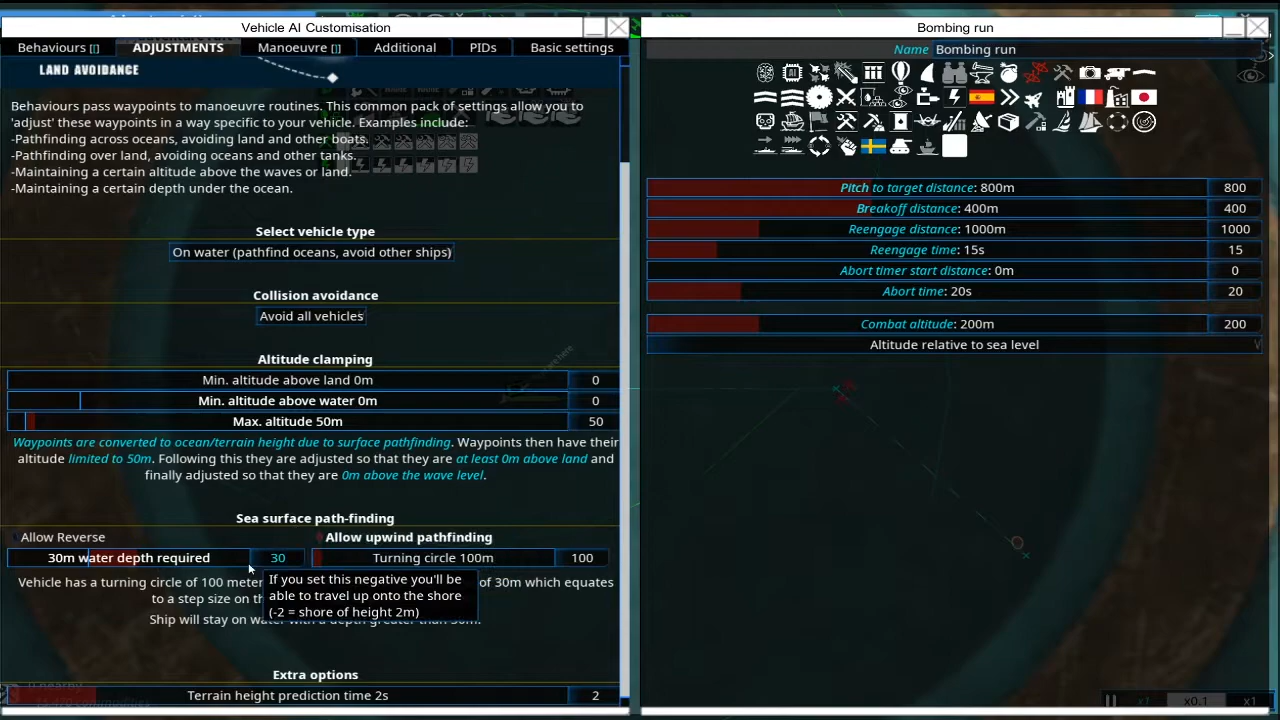 Vehicle AI Customisation
Behaviours []
ADJUSTMENTS
Manoeuvre []
Additional
PIDs
Basic settings
LAND AVOIDANCE
Behaviours pass waypoints to manoeuvre routines. This common pack of settings allow you to
'adjust' these waypoints in a way specific to your vehicle. Examples include:
-Pathfinding across oceans, avoiding land and other boats.
-Pathfinding over land, avoiding oceans and other tanks.
-Maintaining a certain altitude above the waves or land.
-Maintaining a certain depth under the ocean.
Select vehicle type
On water (pathfind oceans, avoid other ships)
Collision avoidance
Avoid all vehicles
Altitude clamping
Min. altitude above land 0m 0
Min. altitude above water 0m 0
Max. altitude 50m 50
Waypoints are converted to ocean/terrain height due to surface pathfinding. Waypoints then have their
altitude limited to 50m. Following this they are adjusted so that they are at least 0m above land and
finally adjusted so that they are 0m above the wave level.
Sea surface path-finding
Allow Reverse
Allow upwind pathfinding
30m water depth required 30
Turning circle 100m 100
Vehicle has a turning circle of 100 meter of 30m which equates
to a step size on th
Ship will stay on water with a depth greater than 30m.
If you set this negative you'll be
able to travel up onto the shore
(-2 = shore of height 2m)
Extra options
Terrain height prediction time 2s 2
Bombing run
Name Bombing run
Pitch to target distance: 800m 800
Breakoff distance: 400m 400
Reengage distance: 1000m 1000
Reengage time: 15s 15
Abort timer start distance: 0m 0
Abort time: 20s 20
Combat altitude: 200m 200
Altitude relative to sea level
x0.1
x1